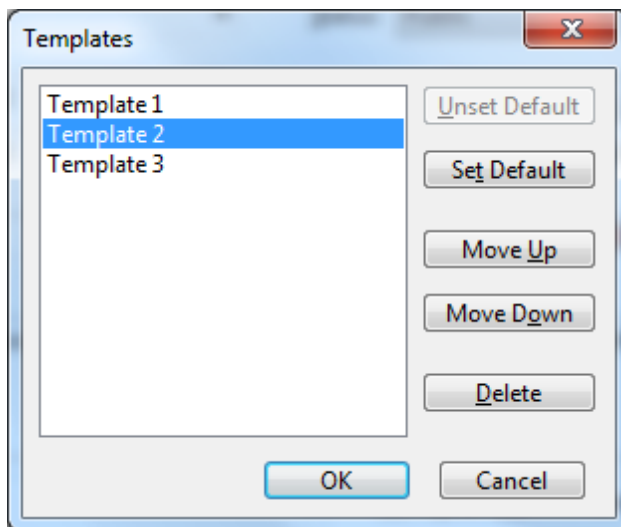 Templates
Template 1
Template 2
Template 3
Unset Default
Set Default
Move Up
Move Down
Delete
OK
Cancel